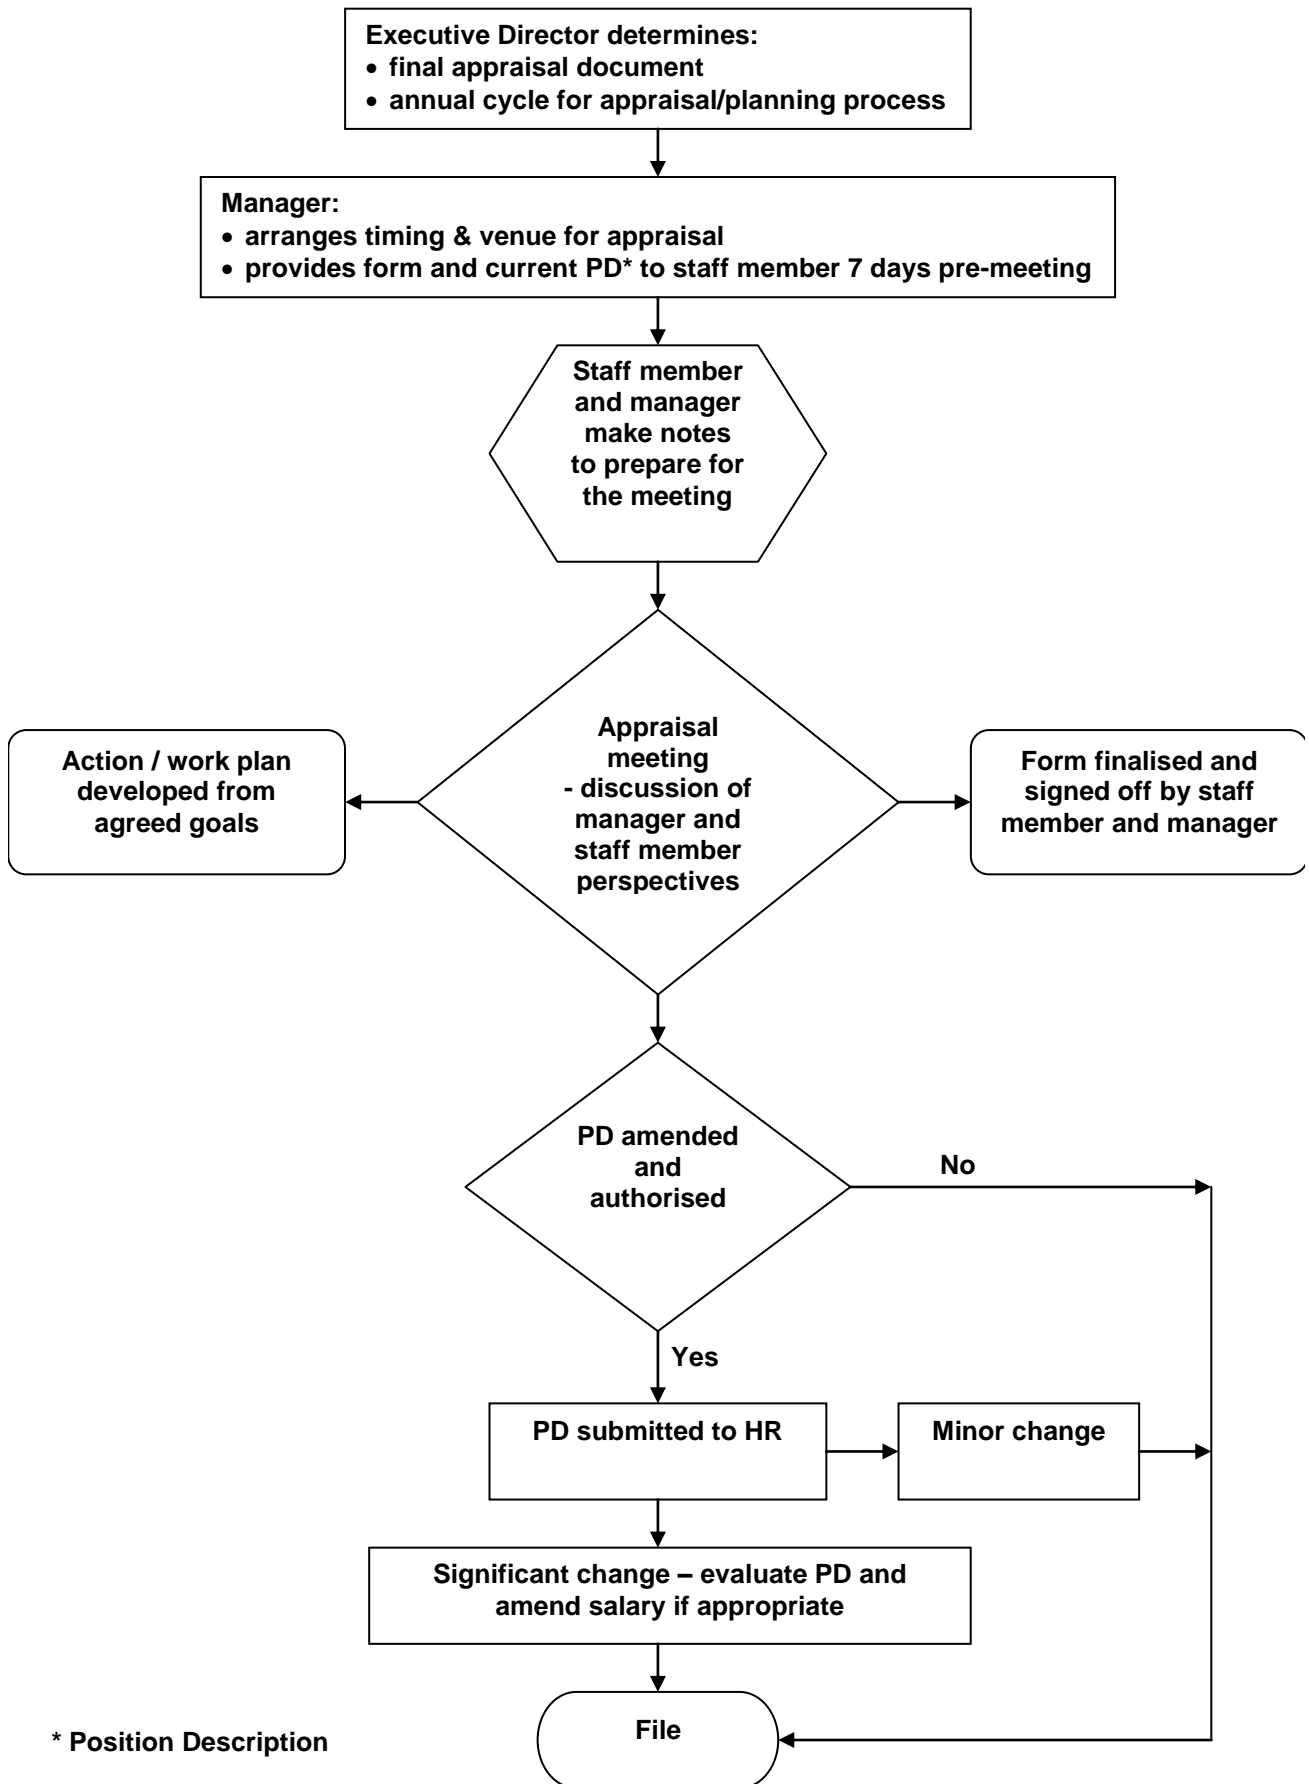 Executive Director determines:
• final appraisal document
• annual cycle for appraisal/planning process
Manager:
• arranges timing & venue for appraisal
• provides form and current PD* to staff member 7 days pre-meeting
Staff member
and manager
make notes
to prepare for
the meeting
Appraisal
meeting
- discussion of
manager and
staff member
perspectives
Action / work plan
developed from
agreed goals
Form finalised and
signed off by staff
member and manager
PD amended
and
authorised
No
Yes
PD submitted to HR
Minor change
Significant change – evaluate PD and
amend salary if appropriate
File
* Position Description